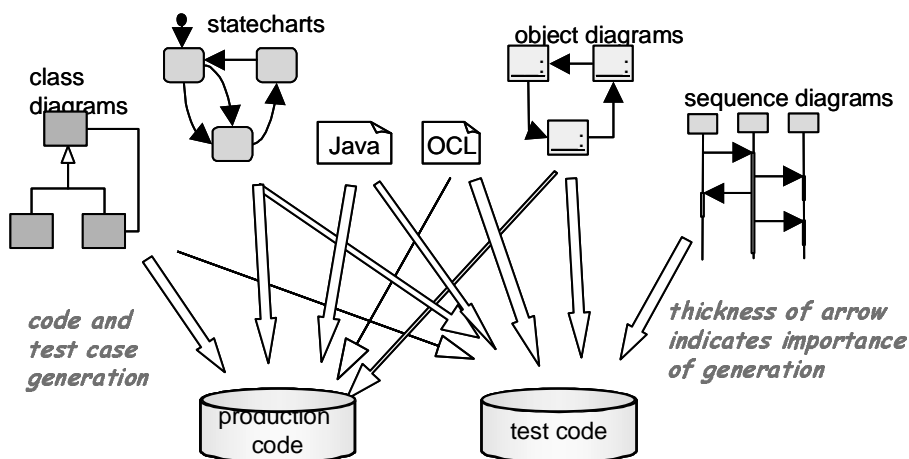 statecharts
object diagrams
class
diagrams
sequence diagrams
Java
OCL
code and
test case
generation
thickness of arrow
indicates importance
of generation
production
code
test code